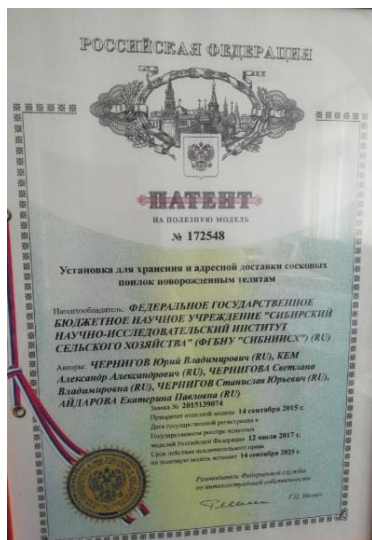 РОССИЙСКАЯ ФЕДЕРАЦИЯ
ПАТЕНТ
НА ПОЛЕЗНУЮ МОДЕЛЬ
№ 172548
Установка для хранения и адресной доставки сосковых
поилок новорожденным телятам
Патентообладатель: ФЕДЕРАЛЬНОЕ ГОСУДАРСТВЕННОЕ
БЮДЖЕТНОЕ НАУЧНОЕ УЧРЕЖДЕНИЕ "СИБИРСКИЙ
НАУЧНО-ИССЛЕДОВАТЕЛЬСКИЙ ИНСТИТУТ
СЕЛЬСКОГО ХОЗЯЙСТВА" (ФГБНУ "СИБНИИСХ") (RU)
Авторы: ЧЕРНИГОВ Юрий Владимирович (RU), КЕМ
Александр Александрович (RU), ЧЕРНИГОВА Светлана
Владимировна (RU), ЧЕРНИГОВ Станислав Юрьевич (RU),
АЙДАРОВА Екатерина Павловна (RU)
Заявка № 2015139074
Приоритет полезной модели 14 сентября 2015 г.
Дата государственной регистрации в
Государственном реестре полезных
моделей Российской Федерации 12 июля 2017 г.
Срок действия исключительного права
на полезную модель истекает 14 сентября 2025 г.
Руководитель Федеральной службы
по интеллектуальной собственности
Г.П. Ивлиев